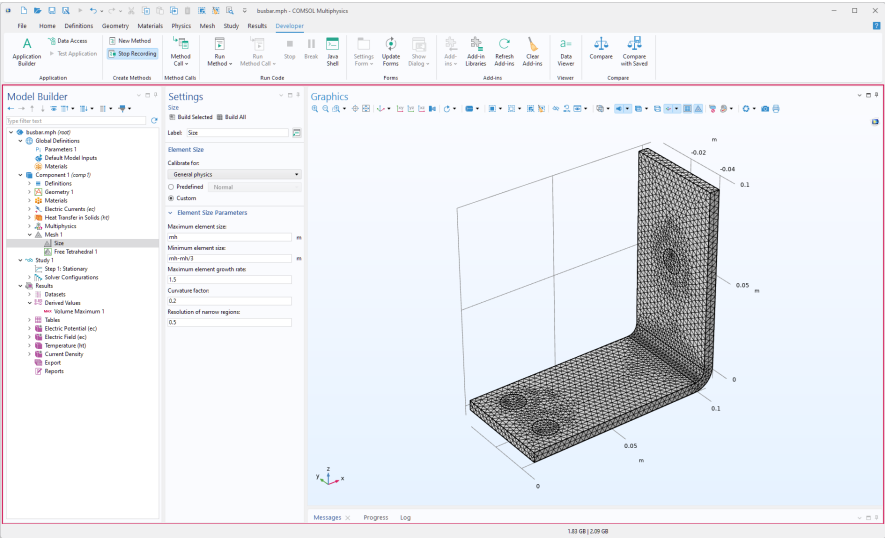 busbar.mph - COMSOL Multiphysics
File Home Definitions Geometry Materials Physics Mesh Study Results Developer
Application Builder
Data Access
Test Application
Application
New Method
Stop Recording
Create Methods
Method Call
Method Calls
Run Method
Run Method Call
Stop
Break
Java Shell
Run Code
Settings Form
Update Forms
Show Dialog
Forms
Add-ins
Add-in Libraries
Refresh Add-ins
Clear Add-ins
Add-ins
Data Viewer
Viewer
Compare
Compare with Saved
Compare
Model Builder
Type filter text
busbar.mph (root)
Global Definitions
Pi Parameters 1
Default Model Inputs
Materials
Component 1 (comp1)
Definitions
Geometry 1
Materials
Electric Currents (ec)
Heat Transfer in Solids (ht)
Multiphysics
Mesh 1
Size
Free Tetrahedral 1
Study 1
Step 1: Stationary
Solver Configurations
Results
Datasets
Derived Values
MAX Volume Maximum 1
Tables
Electric Potential (ec)
Electric Field (ec)
Temperature (ht)
Current Density
Export
Reports
Settings
Size
Build Selected Build All
Label: Size
Element Size
Calibrate for:
General physics
Predefined Normal
Custom
Element Size Parameters
Maximum element size:
mh m
Minimum element size:
mh-mh/3 m
Maximum element growth rate:
1.5
Curvature factor:
0.2
Resolution of narrow regions:
0.5
Graphics
m
-0.02
-0.04
0.1
0.05
m
0
0.1
0.05
m
0
z
y x
Messages Progress Log
1.83 GB | 2.09 GB